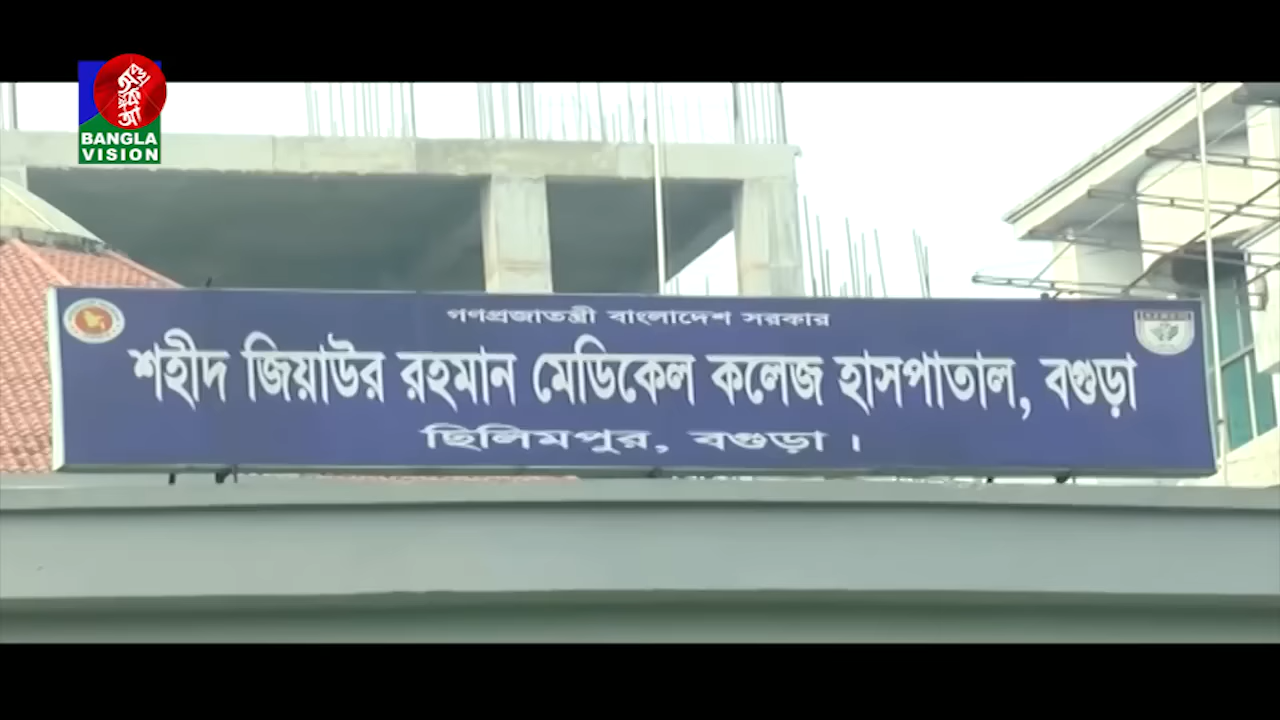 BANGLA
VISION
গণপ্রজাতন্ত্রী বাংলাদেশ সরকার
শহীদ জিয়াউর রহমান মেডিকেল কলেজ হাসপাতাল, বগুড়া
ছিলিমপুর, বগুড়া।